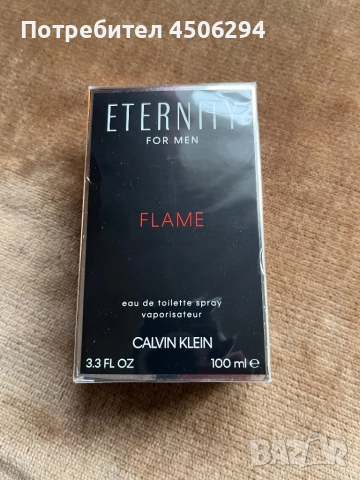 Потребител 4506294
ETERNITY
FOR MEN
FLAME
eau de toilette spray
vaporisateur
CALVIN KLEIN
3.3 FL OZ 100 ml e
BAZAR